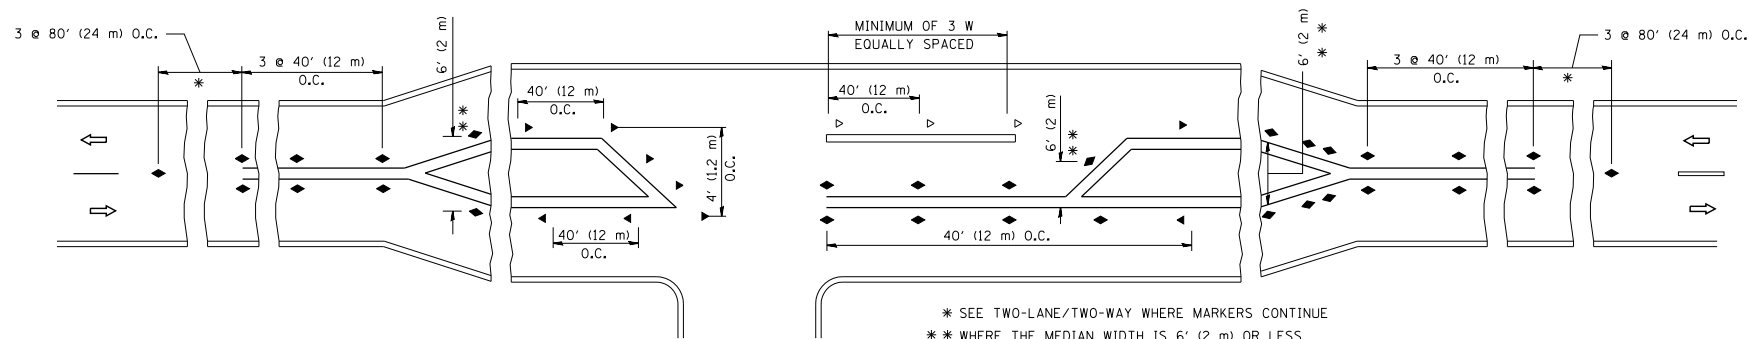 3 @ 80' (24 m) O.C.
3 @ 40' (12 m)
O.C.
*
6' (2 m)
* *
40' (12 m)
O.C.
4' (1.2 m)
O.C.
40' (12 m)
O.C.
MINIMUM OF 3 W
EQUALLY SPACED
40' (12 m)
O.C.
6' (2 m)
* *
40' (12 m) O.C.
6' (2 m)
* *
3 @ 40' (12 m)
O.C.
3 @ 80' (24 m) O.C.
*
* SEE TWO-LANE/TWO-WAY WHERE MARKERS CONTINUE
* * WHERE THE MEDIAN WIDTH IS 6' (2 m) OR LESS